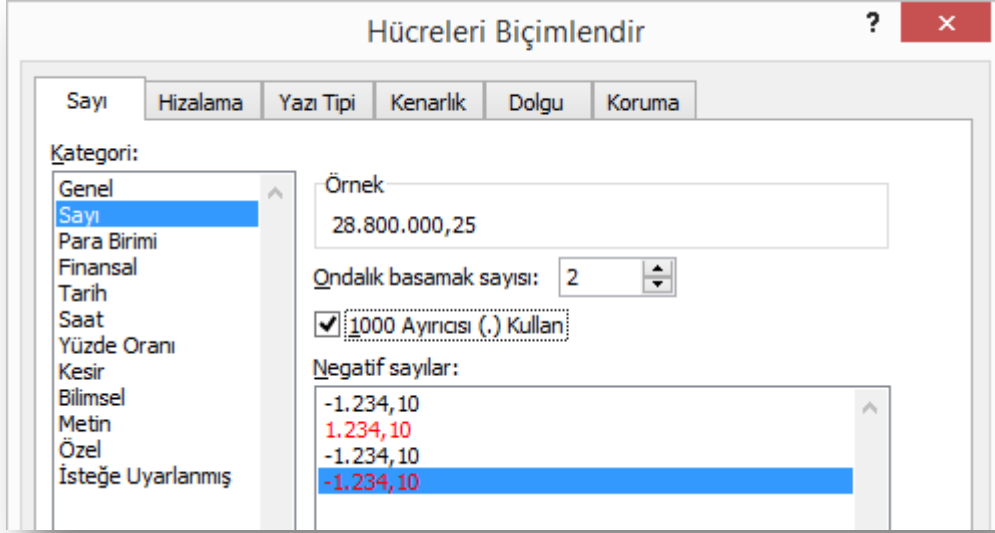 Hücreleri Biçimlendir
?
×
Sayı
Hizalama
Yazı Tipi
Kenarlık
Dolgu
Koruma
Kategori:
Genel
Sayı
Para Birimi
Finansal
Tarih
Saat
Yüzde Oranı
Kesir
Bilimsel
Metin
Özel
İsteğe Uyarlanmış
Örnek
28.800.000,25
Ondalık basamak sayısı: 2
1000 Ayırıcısı (.) Kullan
Negatif sayılar:
-1.234,10
1.234,10
-1.234,10
-1.234,10